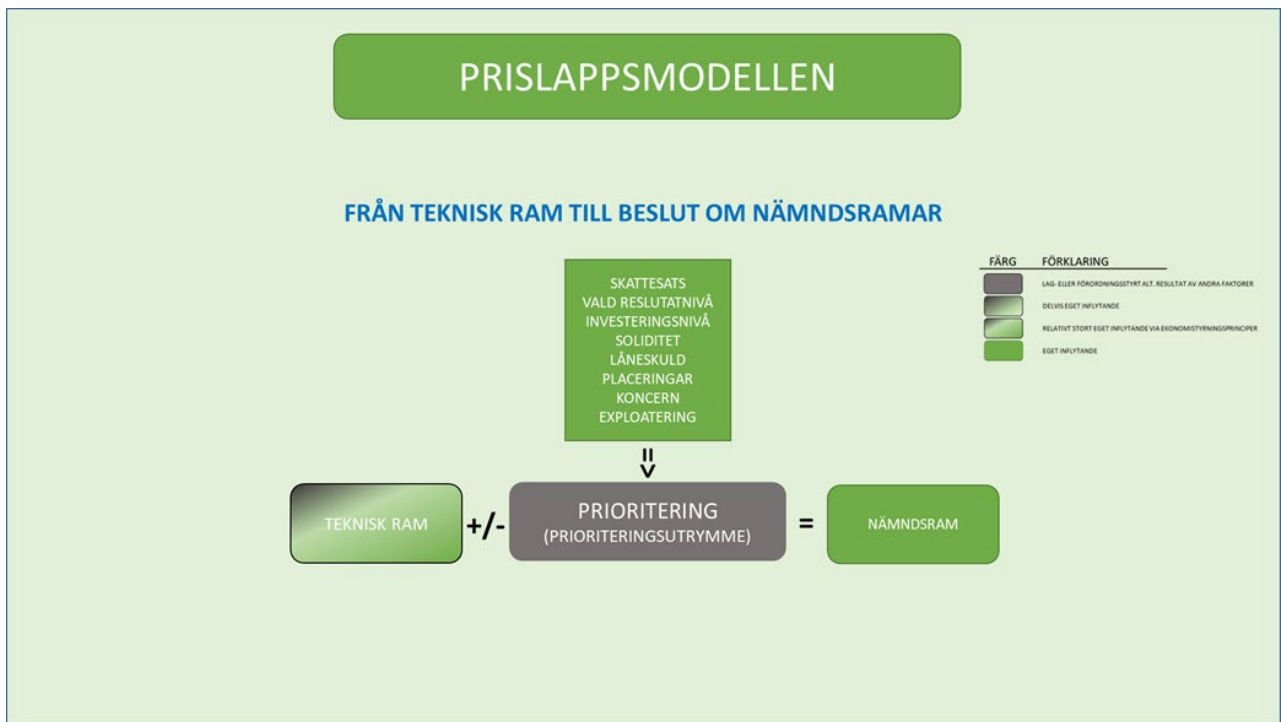 PRISLAPPSMODELLEN
FRÅN TEKNISK RAM TILL BESLUT OM NÄMNDSRAMAR
SKATTESATS
VALD RESLUTATNIVÅ
INVESTERINGSNIVÅ
SOLIDITET
LÅNESKULD
PLACERINGAR
KONCERN
EXPLOATERING
FÄRG FÖRKLARING
LAG- ELLER FÖRORDNINGSSTYRT ALT. RESULTAT AV ANDRA FAKTORER
DELVIS EGET INFLYTANDE
RELATIVT STORT EGET INFLYTANDE VIA EKONOMISTYRNINGSPRINCIPER
EGET INFLYTANDE
=>
TEKNISK RAM +/- PRIORITERING = NÄMNDSRAM
(PRIORITERINGSUTRYMME)